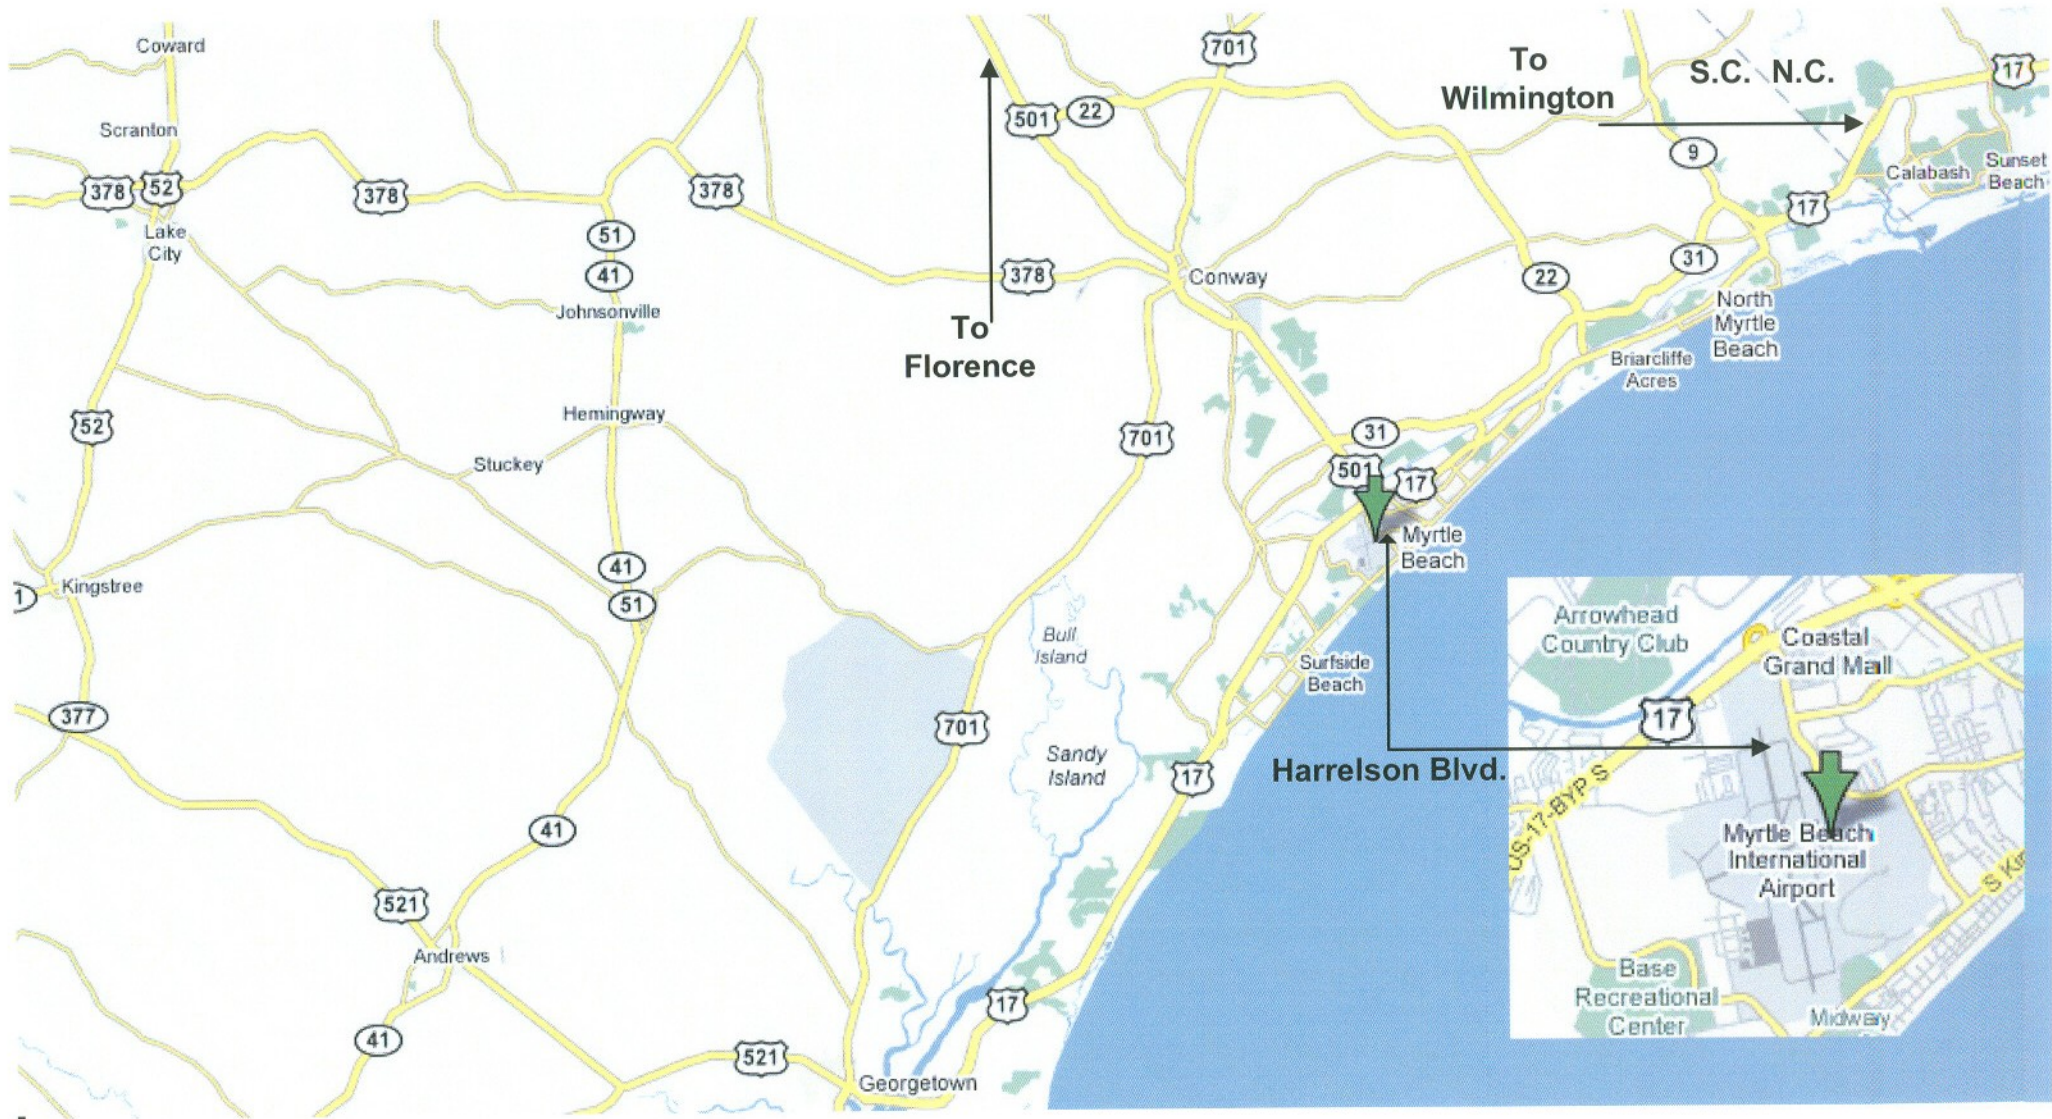 Coward
Scranton
378
52
Lake
City
378
51
41
Johnsonville
378
Hemingway
Stuckey
52
41
51
Kingstree
1
377
521
41
Andrews
41
521
Georgetown
701
501
22
To
Florence
378
Conway
701
701
Bull
Island
Sandy
Island
17
17
To
Wilmington
S.C. N.C.
17
9
Calabash
Sunset
Beach
17
31
22
North
Myrtle
Beach
Briarcliffe
Acres
31
501
17
Myrtle
Beach
Surfside
Beach
Harrelson Blvd.
Arrowhead
Country Club
Coastal
Grand Mall
17
US-17-BYP S
Myrtle Beach
International
Airport
S Kin
Base
Recreational
Center
Midway